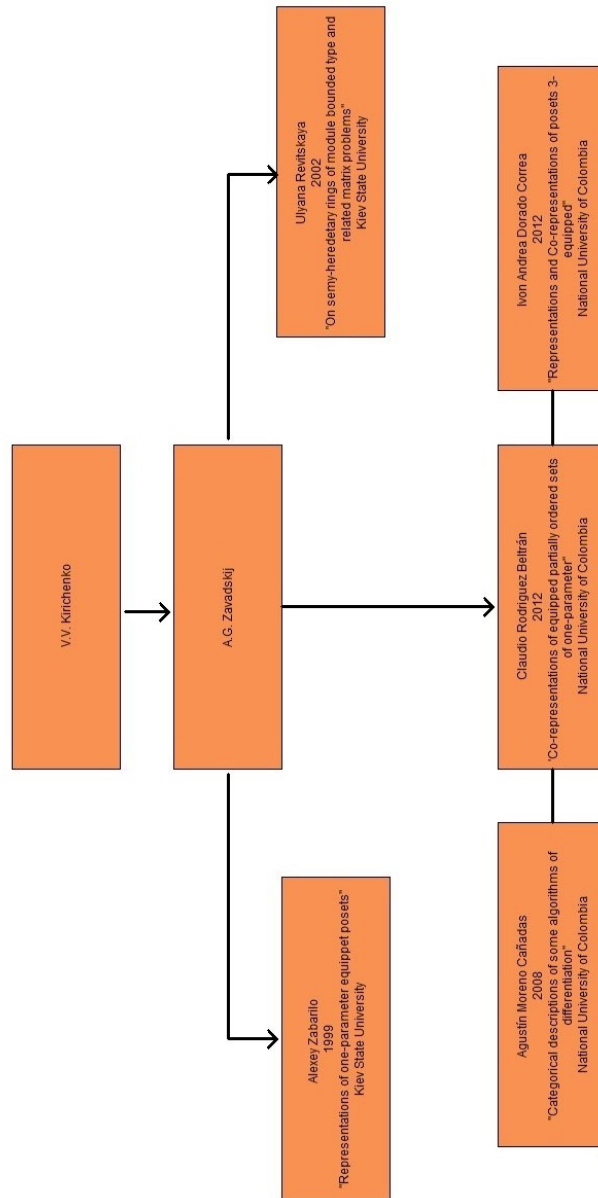 V.V. Kirichenko
A.G. Zavadskij
Alexey Zabarilo
1999
"Representations of one-parameter equippet posets"
Kiev State University
Ulyana Revitskaya
2002
"On semy-heredetary rings of module bounded type and
related matrix problems"
Kiev State University
Agustín Moreno Cañadas
2008
"Categorical descriptions of some algorithms of
differentiation"
National University of Colombia
Claudio Rodríguez Beltrán
2012
"Co-representations of equipped partially ordered sets
of one-parameter"
National University of Colombia
Ivon Andrea Dorado Correa
2012
"Representations and Co-representations of posets 3-
equipped"
National University of Colombia